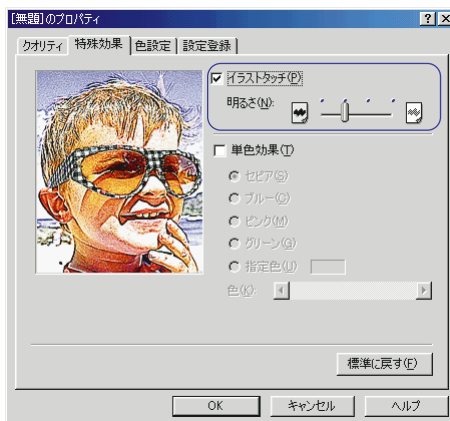 [無題]のプロパティ
クオリティ 特殊効果 色設定 設定登録
イラストタッチ(P)
明るさ(N):
単色効果(T)
セピア(S)
ブルー(O)
ピンク(M)
グリーン(G)
指定色(U)
色(K):
標準に戻す(F)
OK キャンセル ヘルプ